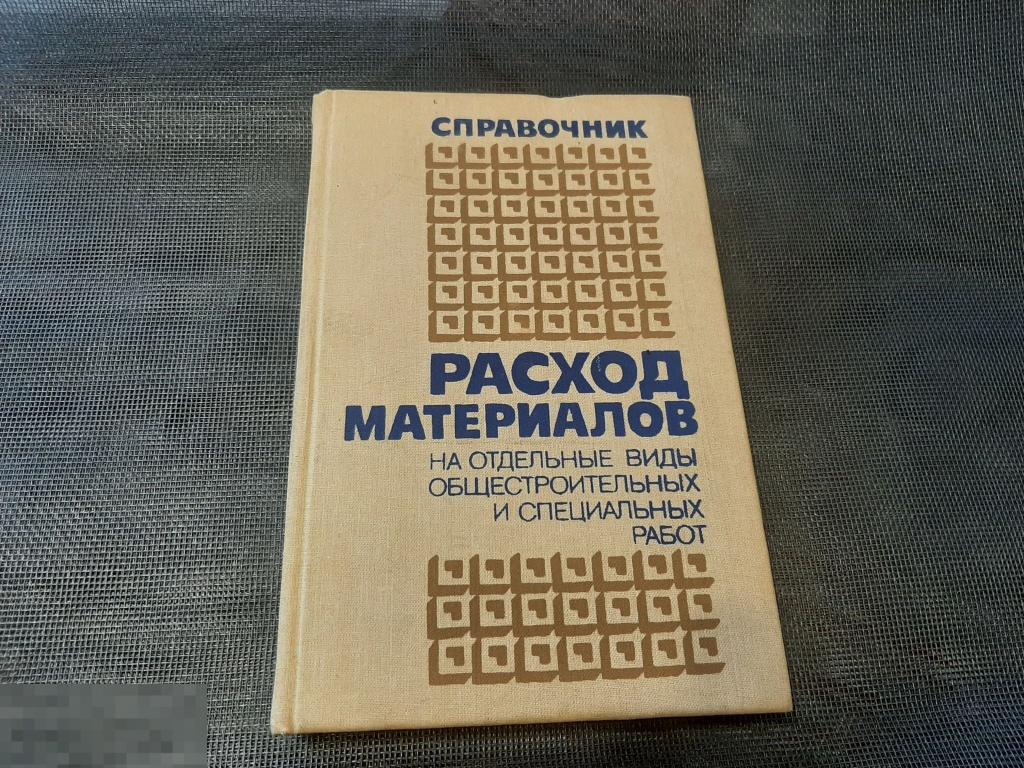 СПРАВОЧНИК
РАСХОД
МАТЕРИАЛОВ
НА ОТДЕЛЬНЫЕ ВИДЫ
ОБЩЕСТРОИТЕЛЬНЫХ
И СПЕЦИАЛЬНЫХ
РАБОТ